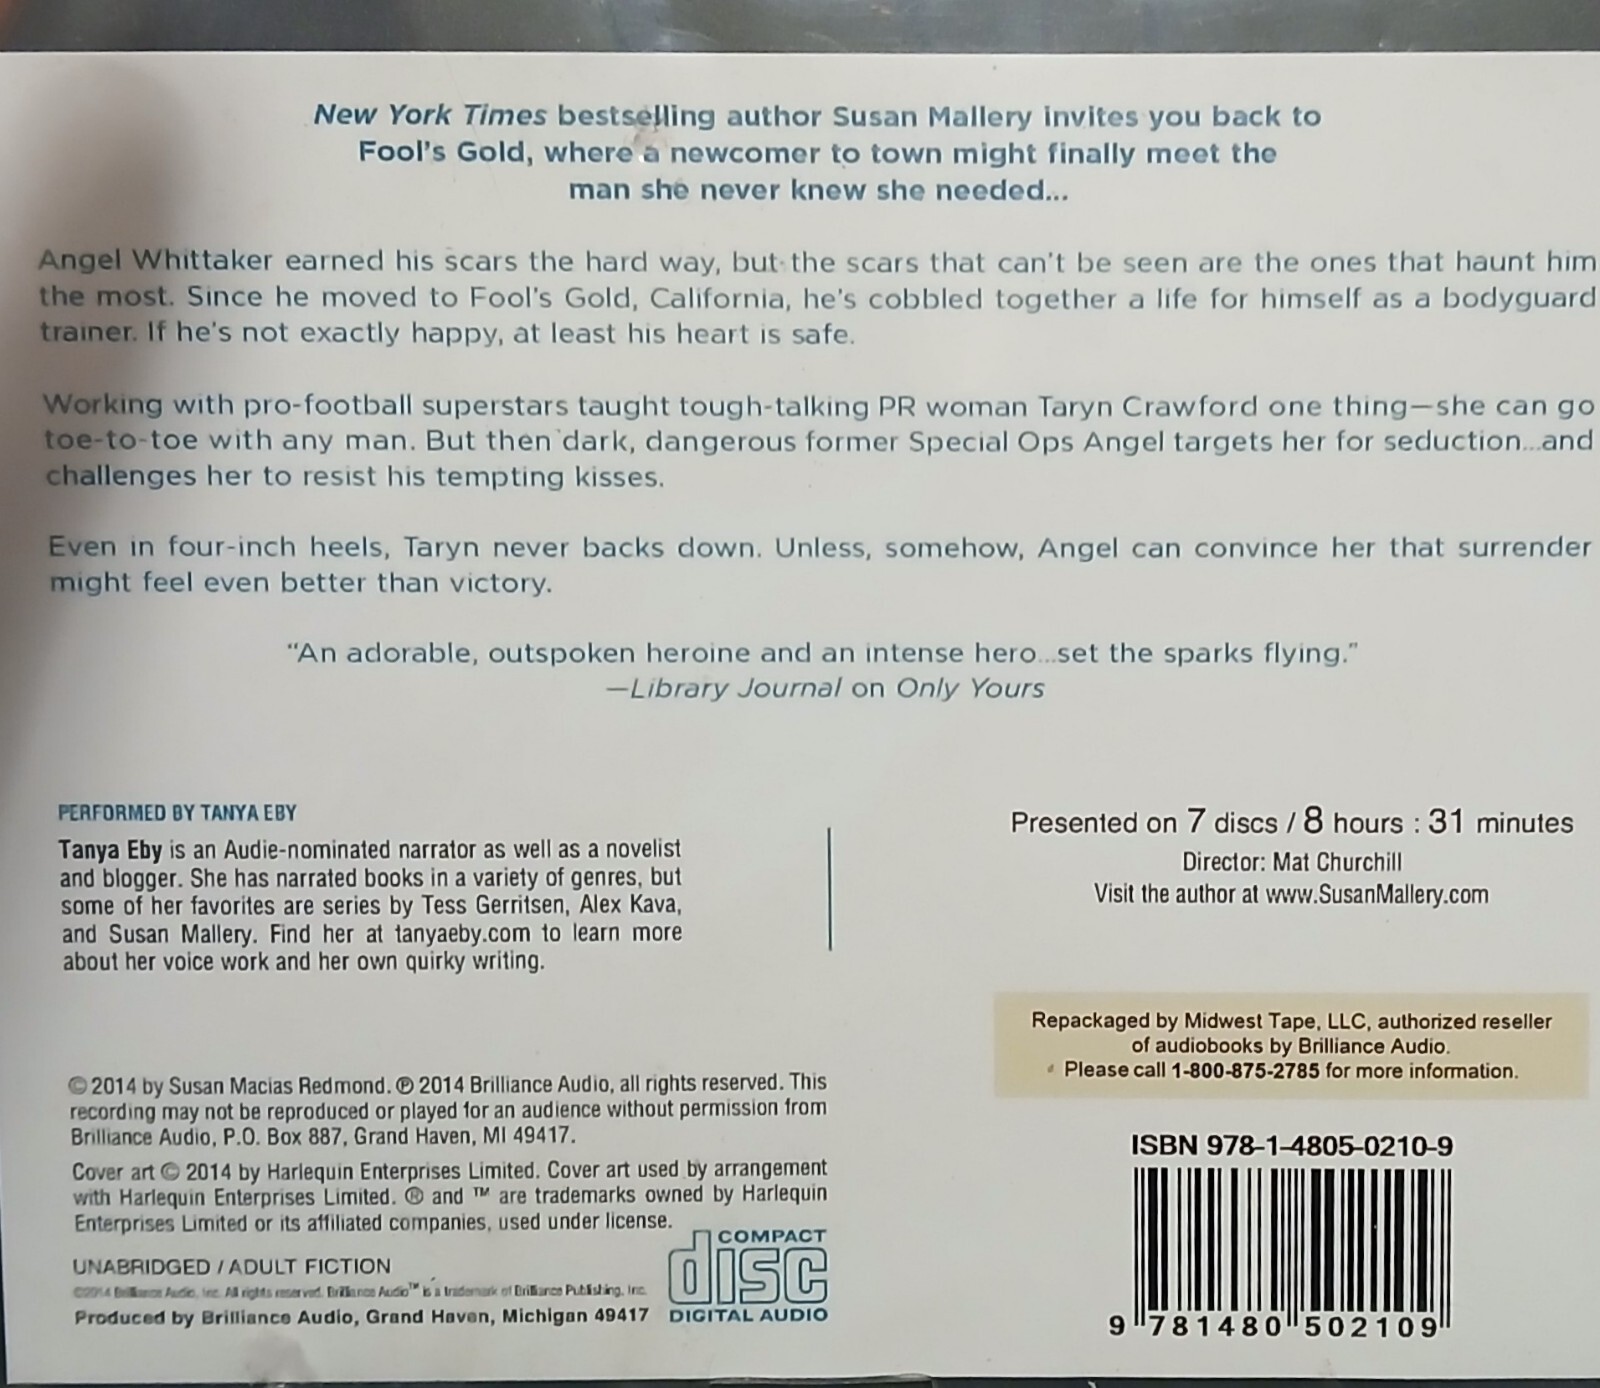 New York Times bestselling author Susan Mallery invites you back to
Fool's Gold, where a newcomer to town might finally meet the
man she never knew she needed...
Angel Whittaker earned his scars the hard way, but the scars that can't be seen are the ones that haunt him
the most. Since he moved to Fool's Gold, California, he's cobbled together a life for himself as a bodyguard
trainer. If he's not exactly happy, at least his heart is safe.
Working with pro-football superstars taught tough-talking PR woman Taryn Crawford one thing—she can go
toe-to-toe with any man. But then dark, dangerous former Special Ops Angel targets her for seduction...and
challenges her to resist his tempting kisses.
Even in four-inch heels, Taryn never backs down. Unless, somehow, Angel can convince her that surrender
might feel even better than victory.
"An adorable, outspoken heroine and an intense hero...set the sparks flying."
—Library Journal on Only Yours
PERFORMED BY TANYA EBY
Tanya Eby is an Audie-nominated narrator as well as a novelist
and blogger. She has narrated books in a variety of genres, but
some of her favorites are series by Tess Gerritsen, Alex Kava,
and Susan Mallery. Find her at tanyaeby.com to learn more
about her voice work and her own quirky writing.
Presented on 7 discs / 8 hours : 31 minutes
Director: Mat Churchill
Visit the author at www.SusanMallery.com
Repackaged by Midwest Tape, LLC, authorized reseller
of audiobooks by Brilliance Audio.
Please call 1-800-875-2785 for more information.
© 2014 by Susan Macias Redmond. ℗ 2014 Brilliance Audio, all rights reserved. This
recording may not be reproduced or played for an audience without permission from
Brilliance Audio, P.O. Box 887, Grand Haven, MI 49417.
Cover art © 2014 by Harlequin Enterprises Limited. Cover art used by arrangement
with Harlequin Enterprises Limited. ® and ™ are trademarks owned by Harlequin
Enterprises Limited or its affiliated companies, used under license.
UNABRIDGED / ADULT FICTION
©2014 Brilliance Audio, Inc. All rights reserved. Brilliance Audio™ is a trademark of Brilliance Publishing, Inc.
Produced by Brilliance Audio, Grand Haven, Michigan 49417
COMPACT
disc
DIGITAL AUDIO
ISBN 978-1-4805-0210-9
9 781480 502109